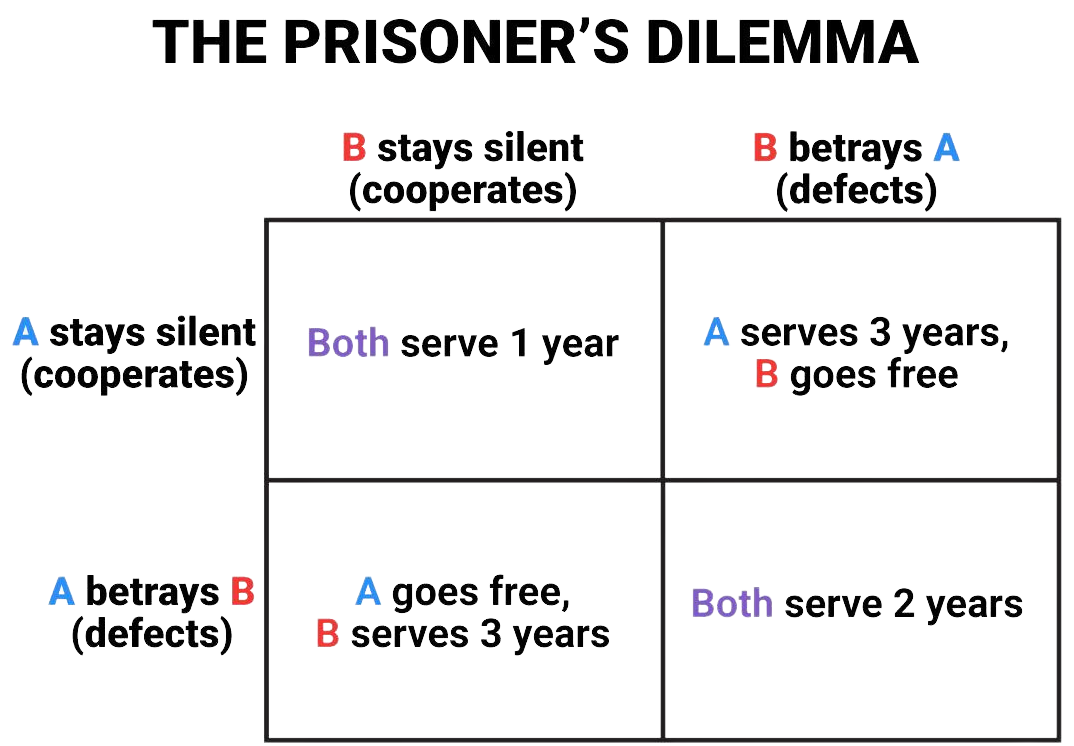 THE PRISONER’S DILEMMA
B stays silent
(cooperates)
B betrays A
(defects)
A stays silent
(cooperates)
Both serve 1 year
A serves 3 years,
B goes free
A betrays B
(defects)
A goes free,
B serves 3 years
Both serve 2 years